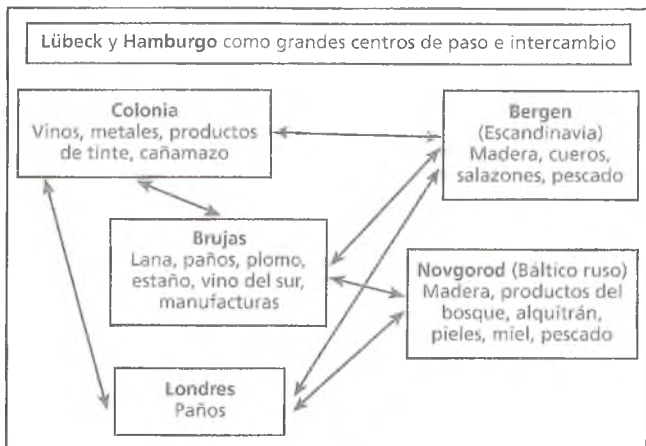 Lübeck y Hamburgo como grandes centros de paso e intercambio
Colonia
Vinos, metales, productos
de tinte, cañamazo
Bergen
(Escandinavia)
Madera, cueros,
salazones, pescado
Brujas
Lana, paños, plomo,
estaño, vino del sur,
manufacturas
Novgorod (Báltico ruso)
Madera, productos del
bosque, alquitrán,
pieles, miel, pescado
Londres
Paños